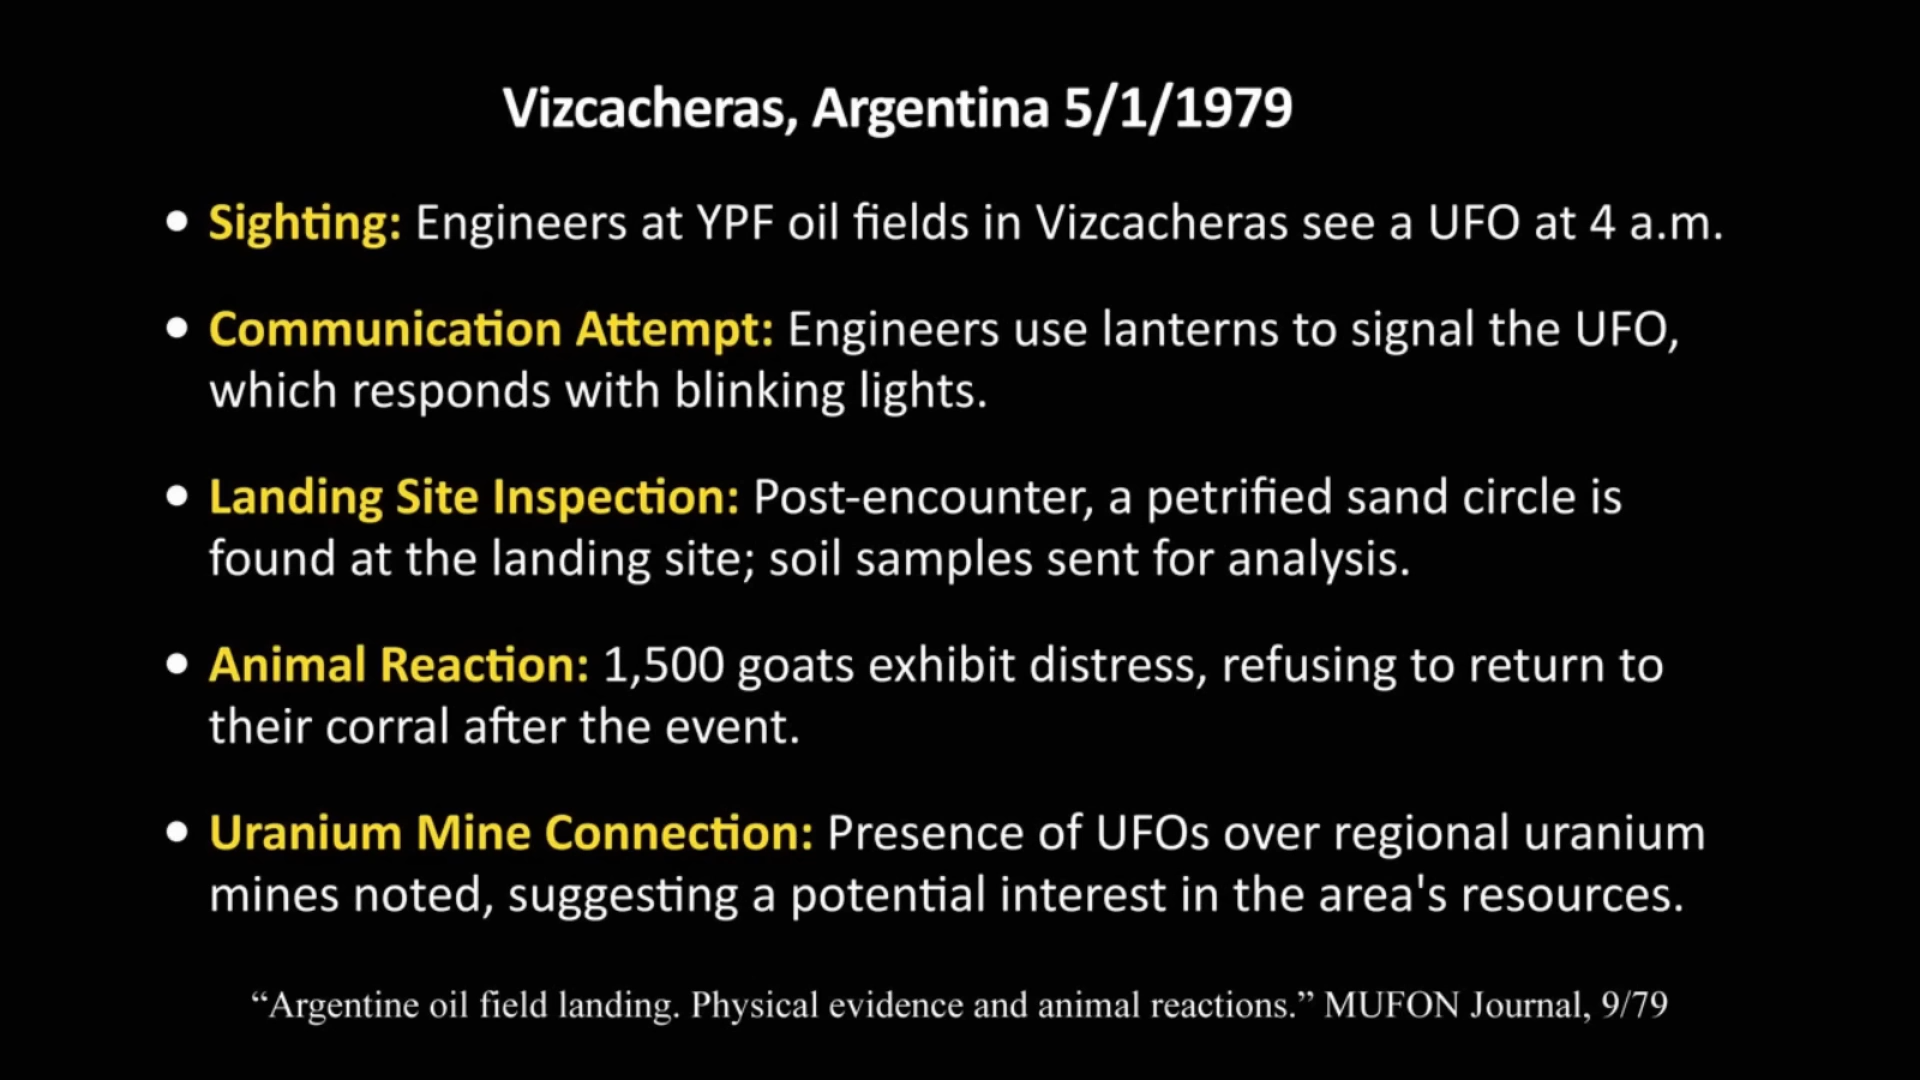 Vizcacheras, Argentina 5/1/1979
• Sighting: Engineers at YPF oil fields in Vizcacheras see a UFO at 4 a.m.
• Communication Attempt: Engineers use lanterns to signal the UFO,
which responds with blinking lights.
• Landing Site Inspection: Post-encounter, a petrified sand circle is
found at the landing site; soil samples sent for analysis.
• Animal Reaction: 1,500 goats exhibit distress, refusing to return to
their corral after the event.
• Uranium Mine Connection: Presence of UFOs over regional uranium
mines noted, suggesting a potential interest in the area's resources.
“Argentine oil field landing. Physical evidence and animal reactions.” MUFON Journal, 9/79